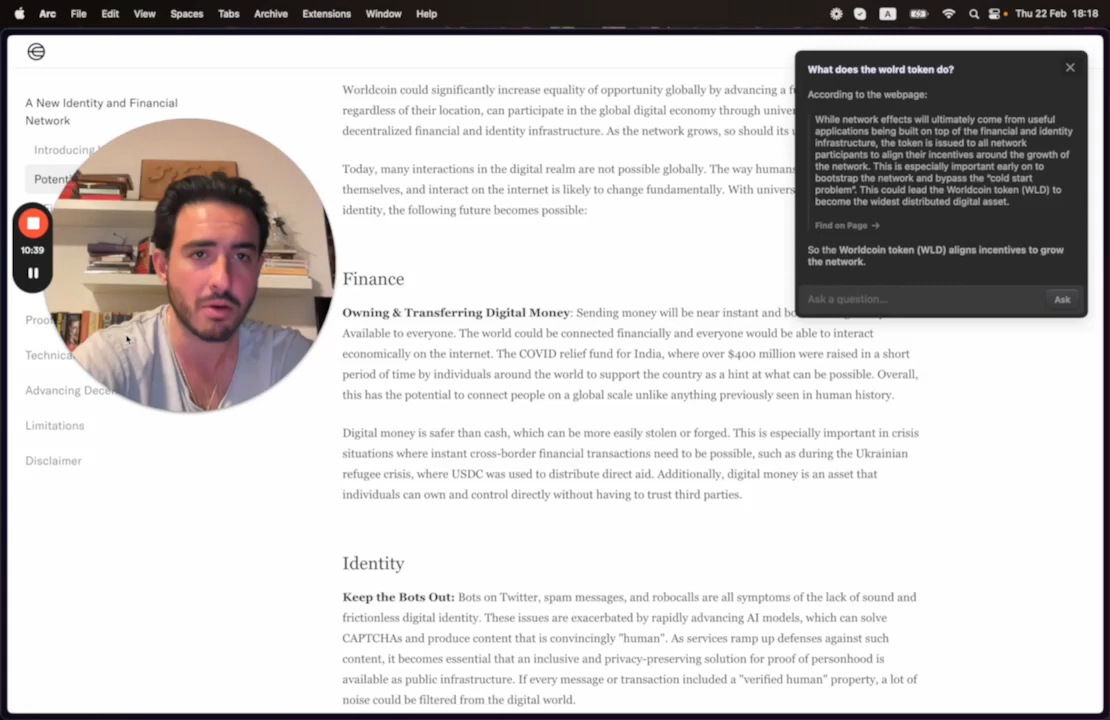 Arc File Edit View Spaces Tabs Archive Extensions Window Help
A Thu 22 Feb 18:18
A New Identity and Financial
Network
Introducing
10:39
Technica
Advancing Dece
Limitations
Disclaimer
Worldcoin could significantly increase equality of opportunity globally by advancing a f
regardless of their location, can participate in the global digital economy through univer
decentralized financial and identity infrastructure. As the network grows, so should its u
Today, many interactions in the digital realm are not possible globally. The way humans
themselves, and interact on the internet is likely to change fundamentally. With univers
identity, the following future becomes possible:
Finance
Owning & Transferring Digital Money: Sending money will be near instant and bo
Available to everyone. The world could be connected financially and everyone would be able to interact
economically on the internet. The COVID relief fund for India, where over $400 million were raised in a short
period of time by individuals around the world to support the country as a hint at what can be possible. Overall,
this has the potential to connect people on a global scale unlike anything previously seen in human history.
Digital money is safer than cash, which can be more easily stolen or forged. This is especially important in crisis
situations where instant cross-border financial transactions need to be possible, such as during the Ukrainian
refugee crisis, where USDC was used to distribute direct aid. Additionally, digital money is an asset that
individuals can own and control directly without having to trust third parties.
Identity
Keep the Bots Out: Bots on Twitter, spam messages, and robocalls are all symptoms of the lack of sound and
frictionless digital identity. These issues are exacerbated by rapidly advancing AI models, which can solve
CAPTCHAs and produce content that is convincingly "human". As services ramp up defenses against such
content, it becomes essential that an inclusive and privacy-preserving solution for proof of personhood is
available as public infrastructure. If every message or transaction included a "verified human" property, a lot of
noise could be filtered from the digital world.
What does the wolrd token do?
According to the webpage:
While network effects will ultimately come from useful
applications being built on top of the financial and identity
infrastructure, the token is issued to all network
participants to align their incentives around the growth of
the network. This is especially important early on to
bootstrap the network and bypass the "cold start
problem". This could lead the Worldcoin token (WLD) to
become the widest distributed digital asset.
Find on Page →
So the Worldcoin token (WLD) aligns incentives to grow
the network.
Ask a question...
Ask